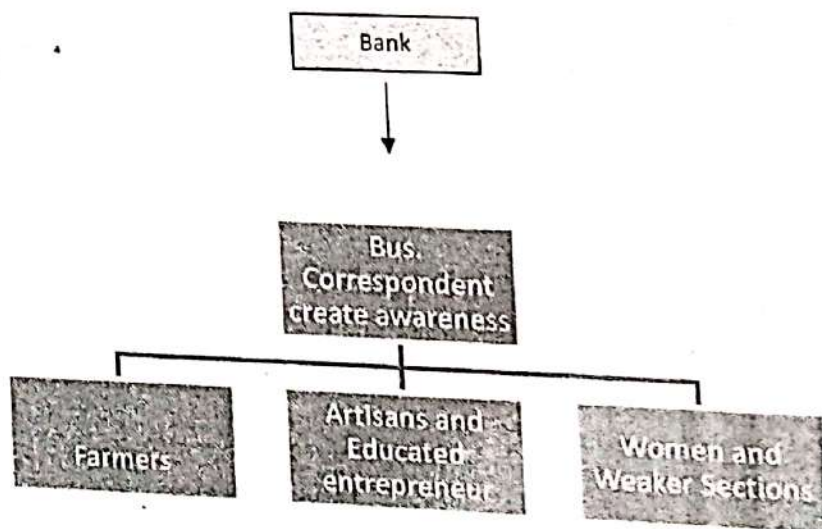 Bank
Bus.
Correspondent
create awareness
Farmers
Artisans and
Educated
entrepreneur
Women and
Weaker Sections